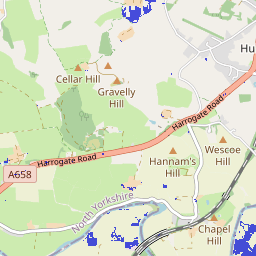 Hu
Cellar Hill
Gravelly
Hill
Harrogate Road
Harrogate Road
A658
Hannam's
Hill
Wescoe
Hill
North Yorkshire
Chapel
Hill